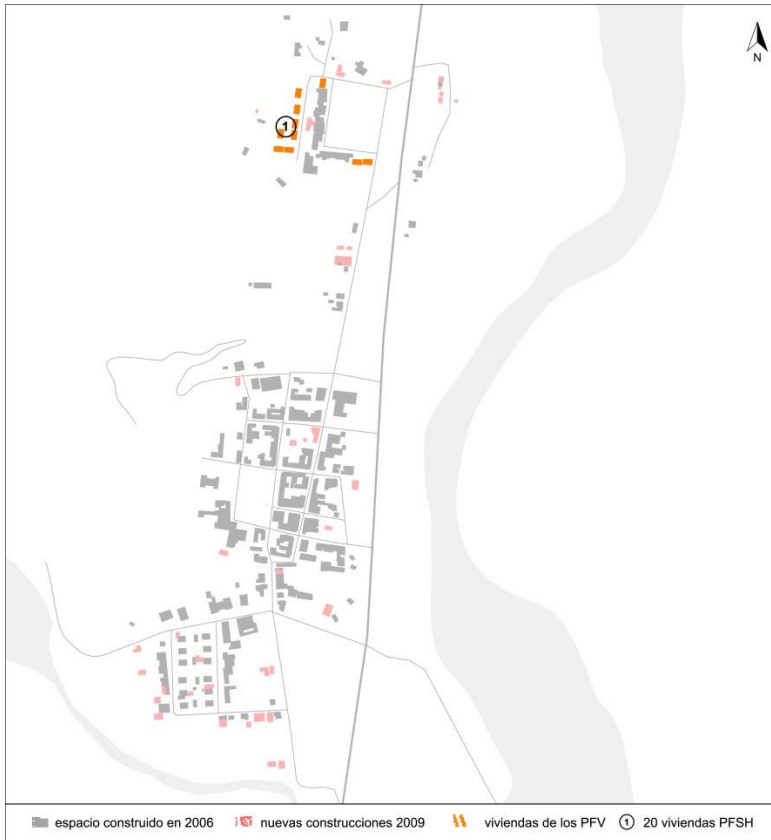 N
1
espacio construido en 2006 nuevas construcciones 2009 viviendas de los PFV 1 20 viviendas PFSH